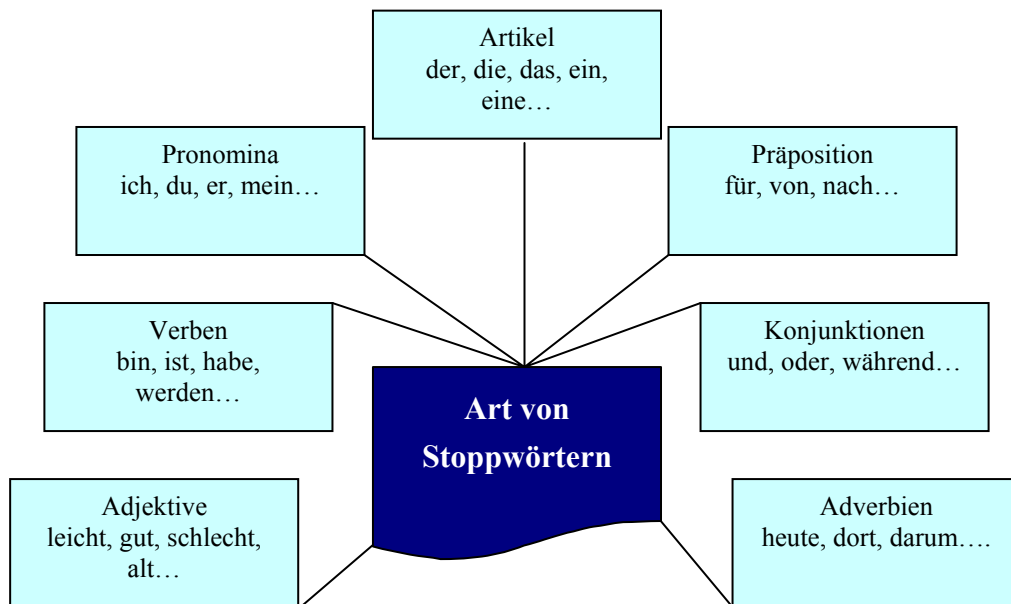 Artikel
der, die, das, ein,
eine…
Pronomina
ich, du, er, mein…
Präposition
für, von, nach…
Verben
bin, ist, habe,
werden…
Konjunktionen
und, oder, während…
Art von
Stoppwörtern
Adjektive
leicht, gut, schlecht,
alt…
Adverbien
heute, dort, darum….